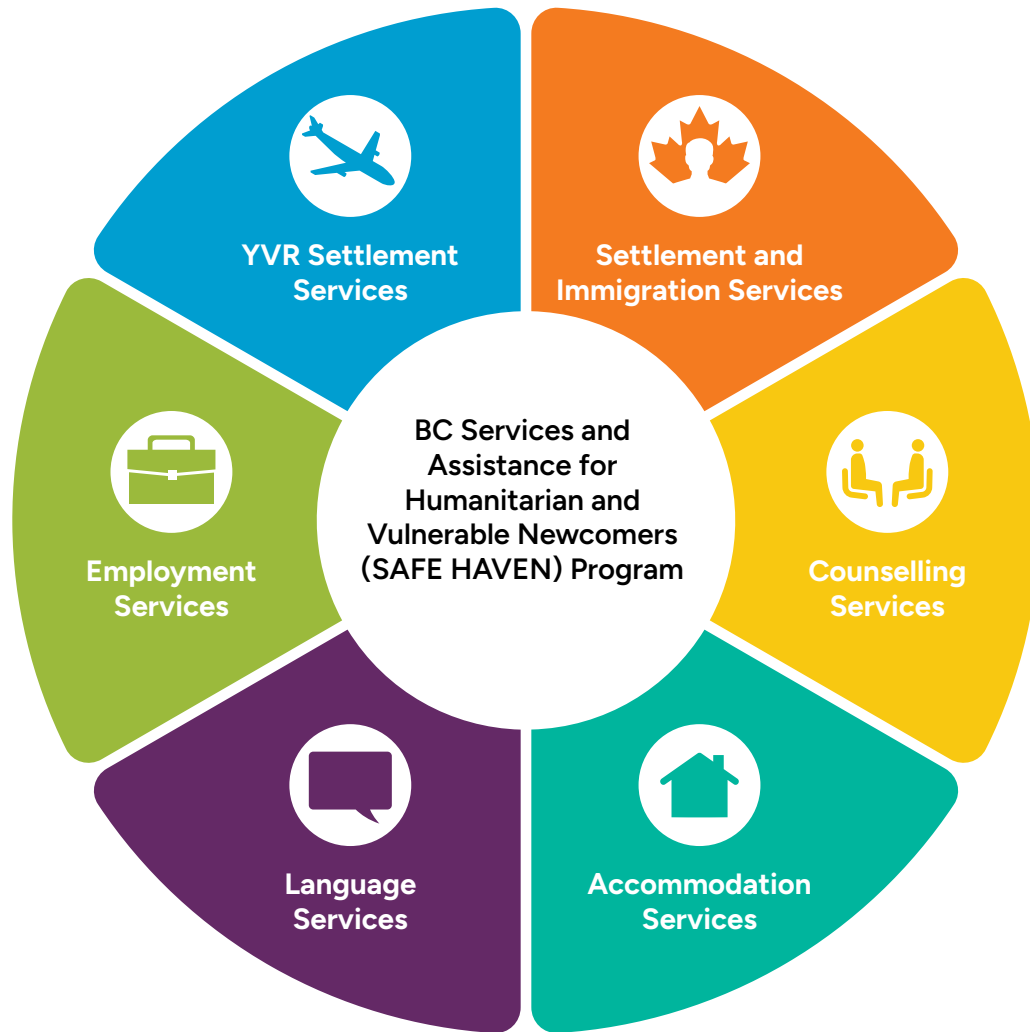 YVR Settlement
Services
Settlement and
Immigration Services
Employment
Services
BC Services and
Assistance for
Humanitarian and
Vulnerable Newcomers
(SAFE HAVEN) Program
Counselling
Services
Language
Services
Accommodation
Services